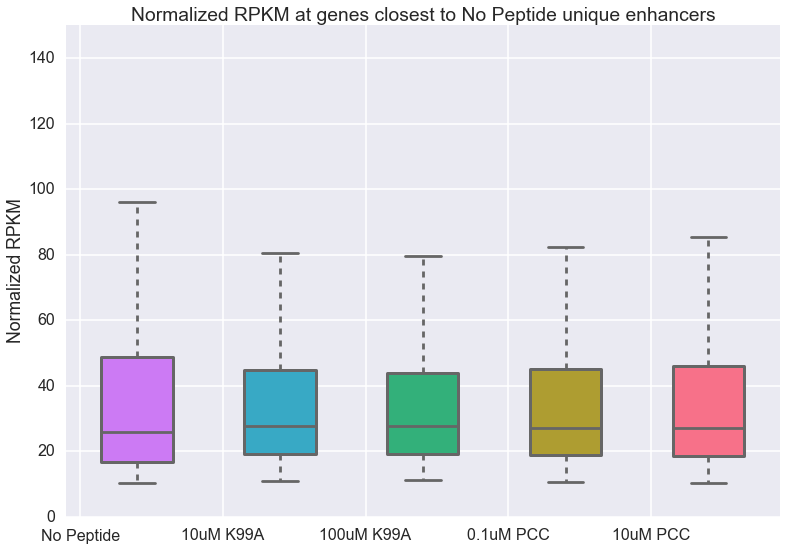 Normalized RPKM at genes closest to No Peptide unique enhancers
Normalized RPKM
140
120
100
80
60
40
20
0
No Peptide
10uM K99A
100uM K99A
0.1uM PCC
10uM PCC